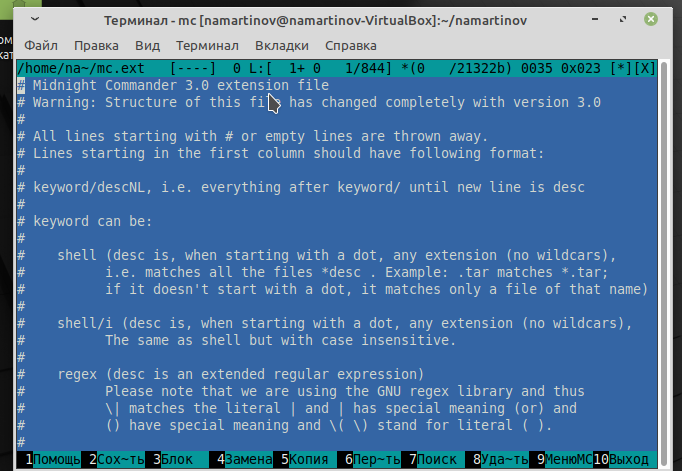 Терминал - mc [namartinov@namartinov-VirtualBox]:~/namartinov
Файл Правка Вид Терминал Вкладки Справка
/home/na~/mc.ext [----] 0 L:[ 1+ 0 1/844] *(0 /21322b) 0035 0x023 [*][X]
# Midnight Commander 3.0 extension file
# Warning: Structure of this file has changed completely with version 3.0
#
# All lines starting with # or empty lines are thrown away.
# Lines starting in the first column should have following format:
#
# keyword/descNL, i.e. everything after keyword/ until new line is desc
#
# keyword can be:
#
#    shell (desc is, when starting with a dot, any extension (no wildcars),
#          i.e. matches all the files *desc . Example: .tar matches *.tar;
#          if it doesn't start with a dot, it matches only a file of that name)
#
#    shell/i (desc is, when starting with a dot, any extension (no wildcars),
#          The same as shell but with case insensitive.
#
#    regex (desc is an extended regular expression)
#          Please note that we are using the GNU regex library and thus
#          \| matches the literal | and | has special meaning (or) and
#          () have special meaning and \( \) stand for literal ( ).
#
1Помощь 2Сох~ть 3Блок 4Замена 5Копия 6Пер~ть 7Поиск 8Уда~ть 9МенюMC 10Выход